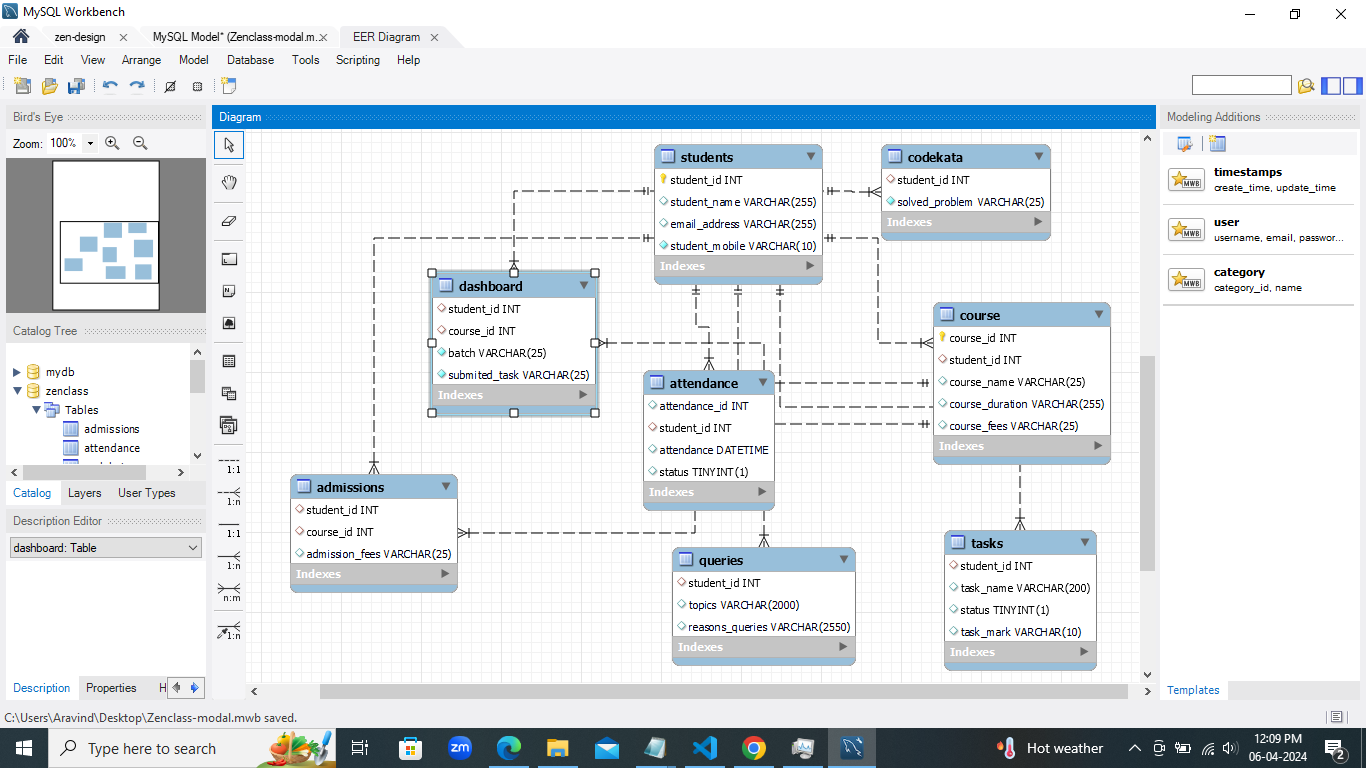 MySQL Workbench
zen-design
MySQL Model* (Zenclass-modal.m...
EER Diagram
File Edit View Arrange Model Database Tools Scripting Help
Bird's Eye
Zoom: 100%
Catalog Tree
mydb
zenclass
Tables
admissions
attendance
Catalog Layers User Types
Description Editor
dashboard: Table
Description Properties H
Diagram
1:1
1:n
1:1
1:n
n:m
1:n
students
student_id INT
student_name VARCHAR(255)
email_address VARCHAR(255)
student_mobile VARCHAR(10)
Indexes
codekata
student_id INT
solved_problem VARCHAR(25)
Indexes
dashboard
student_id INT
course_id INT
batch VARCHAR(25)
submited_task VARCHAR(25)
Indexes
course
course_id INT
student_id INT
course_name VARCHAR(25)
course_duration VARCHAR(255)
course_fees VARCHAR(25)
Indexes
attendance
attendance_id INT
student_id INT
attendance DATETIME
status TINYINT(1)
Indexes
admissions
student_id INT
course_id INT
admission_fees VARCHAR(25)
Indexes
queries
student_id INT
topics VARCHAR(2000)
reasons_queries VARCHAR(2550)
Indexes
tasks
student_id INT
task_name VARCHAR(200)
status TINYINT(1)
task_mark VARCHAR(10)
Indexes
Modeling Additions
MWB
timestamps
create_time, update_time
MWB
user
username, email, passwor...
MWB
category
category_id, name
Templates
C:\Users\Aravind\Desktop\Zenclass-modal.mwb saved.
Type here to search
zm
Hot weather
12:09 PM
06-04-2024
2